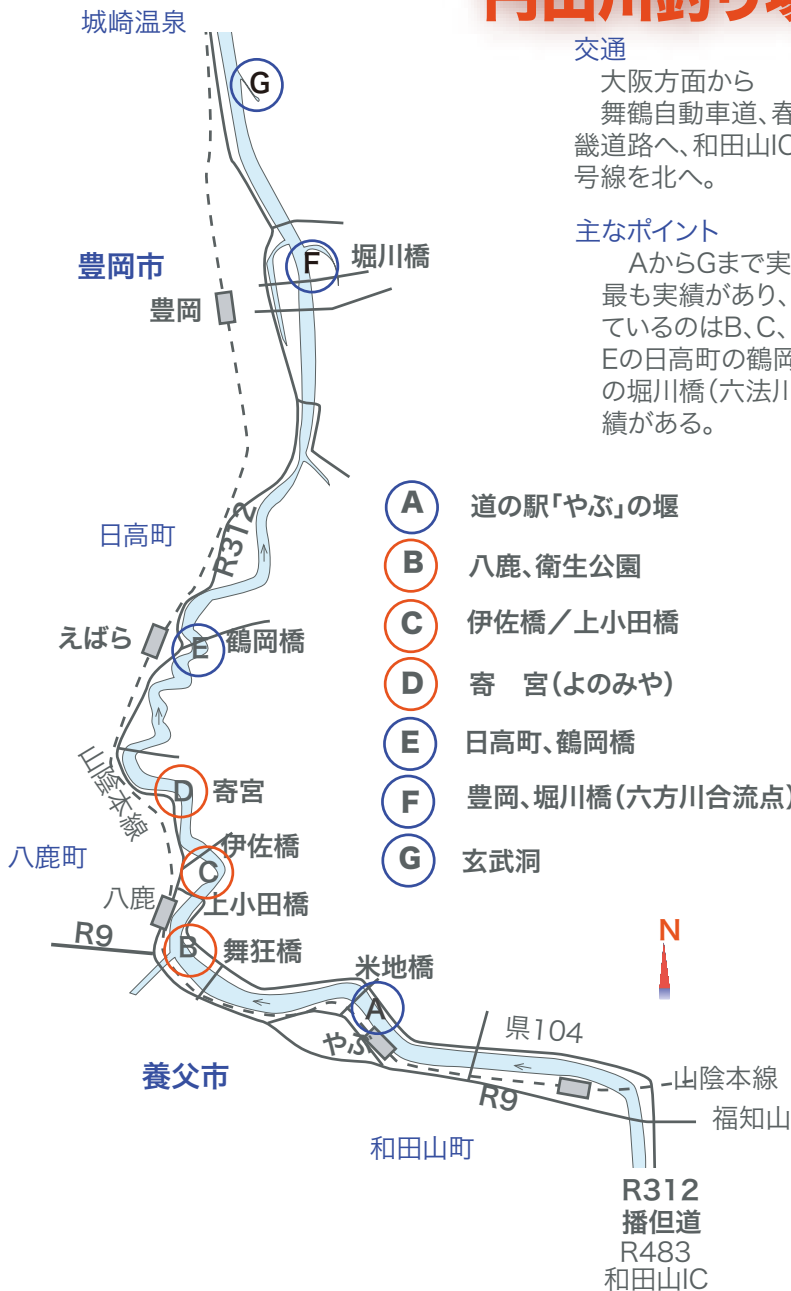 円山川釣り場
城崎温泉
交通
大阪方面から
舞鶴自動車道、春
畿道路へ、和田山IC
号線を北へ。
主なポイント
AからGまで実
最も実績があり、
ているのはB、C、
Eの日高町の鶴岡
の堀川橋(六法川
績がある。
G
豊岡市
F
堀川橋
豊岡
日高町
R312
えばら
E
鶴岡橋
山陰本線
D
寄宮
伊佐橋
八鹿町
C
八鹿
上小田橋
R9
B
舞狂橋
米地橋
A
やぶ
県104
養父市
R9
山陰本線
福知山
和田山町
R312
播但道
R483
和田山IC
N
A 道の駅「やぶ」の堰
B 八鹿、衛生公園
C 伊佐橋／上小田橋
D 寄　宮(よのみや)
E 日高町、鶴岡橋
F 豊岡、堀川橋(六方川合流点)
G 玄武洞